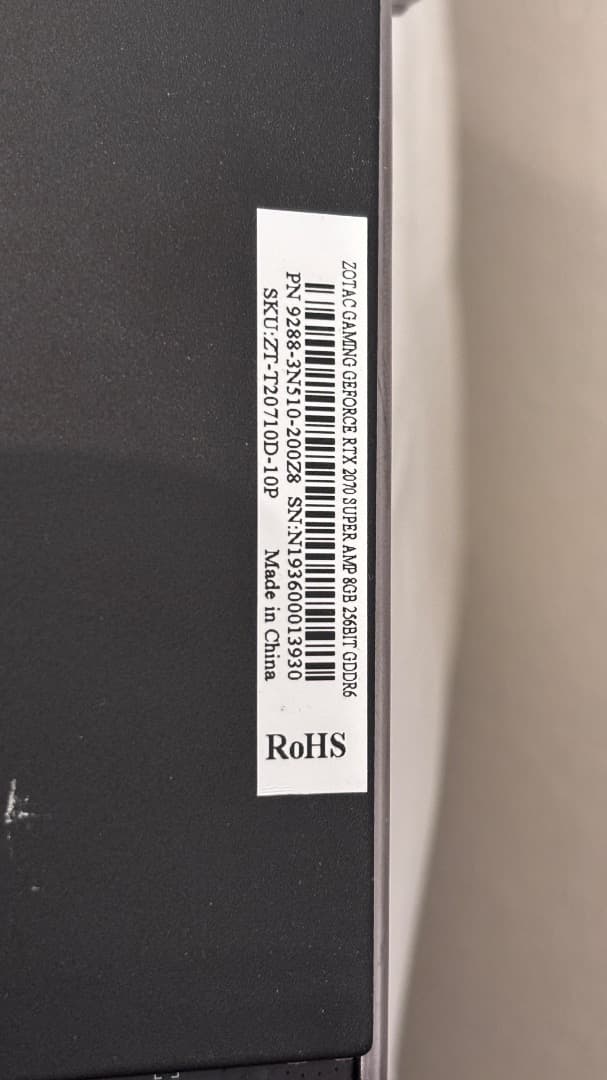 ZOTAC GAMING GEFORCE RTX 2070 SUPER AMP 8GB 256BIT GDDR6
PN 9288-3N510-200Z8 SN:N193600013930
SKU:ZT-T20710D-10P Made in China
RoHS